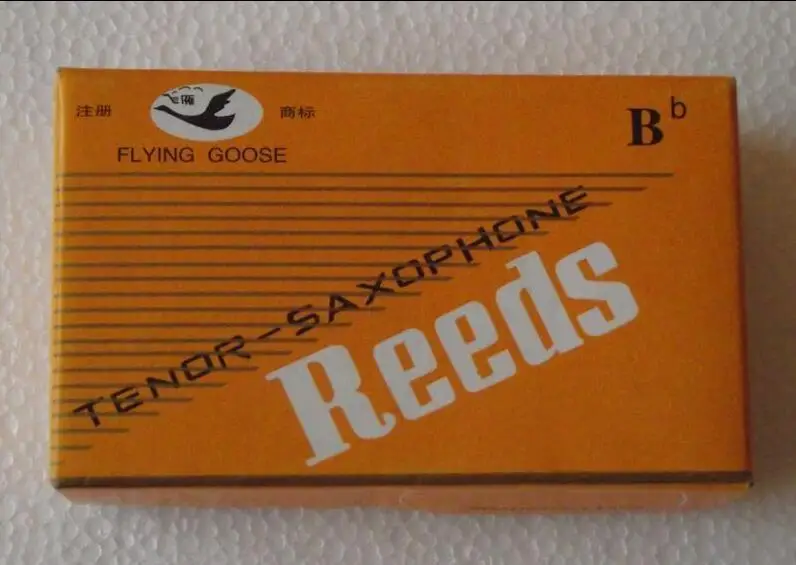 注册 商标
FLYING GOOSE
B b
TENOR-SAXOPHONE
Reeds